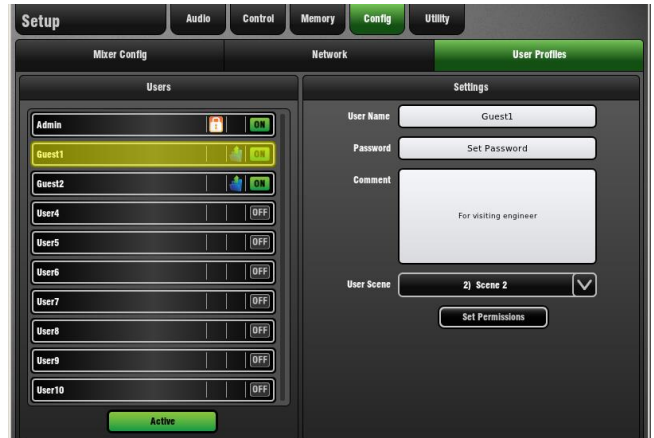 Setup
Audio
Control
Memory
Config
Utility
Mixer Config
Network
User Profiles
Users
Admin
ON
Guest1
ON
Guest2
ON
User4
OFF
User5
OFF
User6
OFF
User7
OFF
User8
OFF
User9
OFF
User10
OFF
Active
Settings
User Name
Guest1
Password
Set Password
Comment
For visiting engineer
User Scene
2) Scene 2
Set Permissions